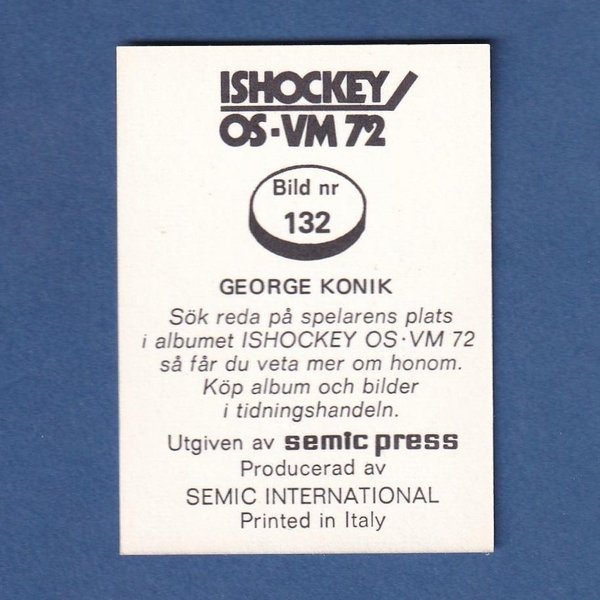 ISHOCKEY
OS·VM 72
Bild nr
132
GEORGE KONIK
Sök reda på spelarens plats
i albumet ISHOCKEY OS·VM 72
så får du veta mer om honom.
Köp album och bilder
i tidningshandeln.
Utgiven av semic press
Producerad av
SEMIC INTERNATIONAL
Printed in Italy